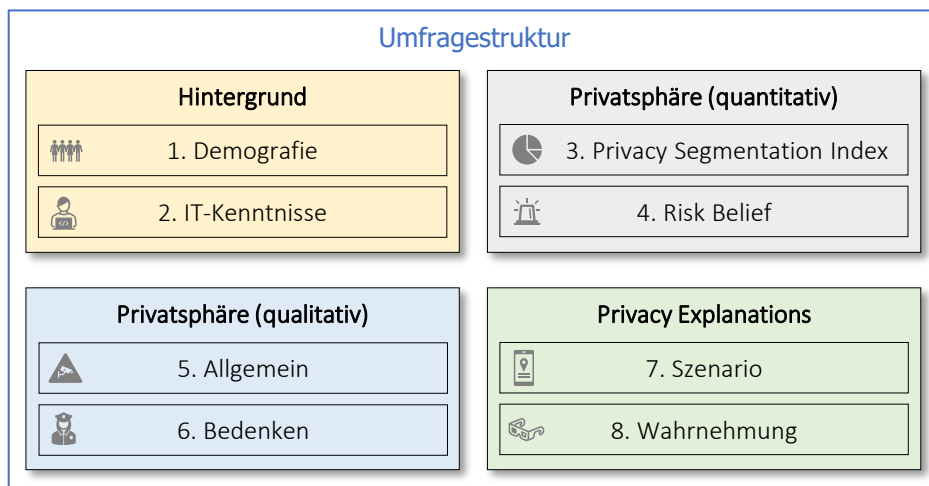 Umfragestruktur
Hintergrund
1. Demografie
2. IT-Kenntnisse
Privatsphäre (quantitativ)
3. Privacy Segmentation Index
4. Risk Belief
Privatsphäre (qualitativ)
5. Allgemein
6. Bedenken
Privacy Explanations
7. Szenario
8. Wahrnehmung